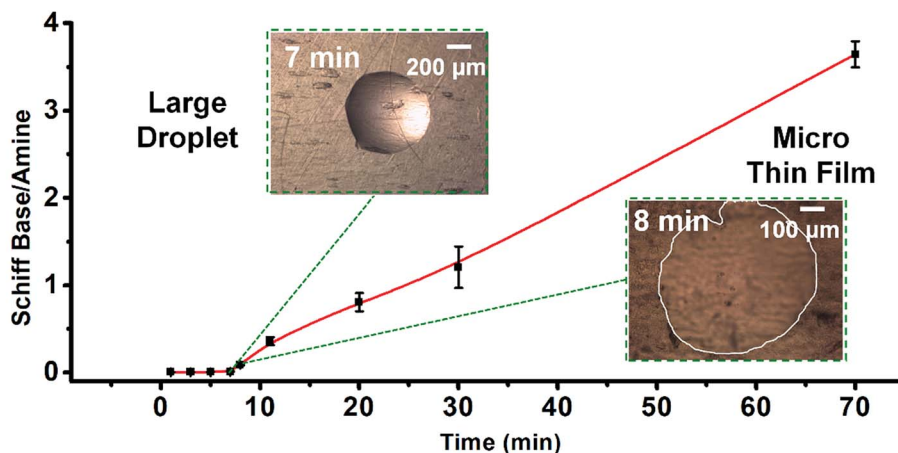 4
3
2
1
0
Schiff Base/Amine
Large
Droplet
7 min
200 µm
Micro
Thin Film
8 min
100 µm
0 10 20 30 40 50 60 70
Time (min)